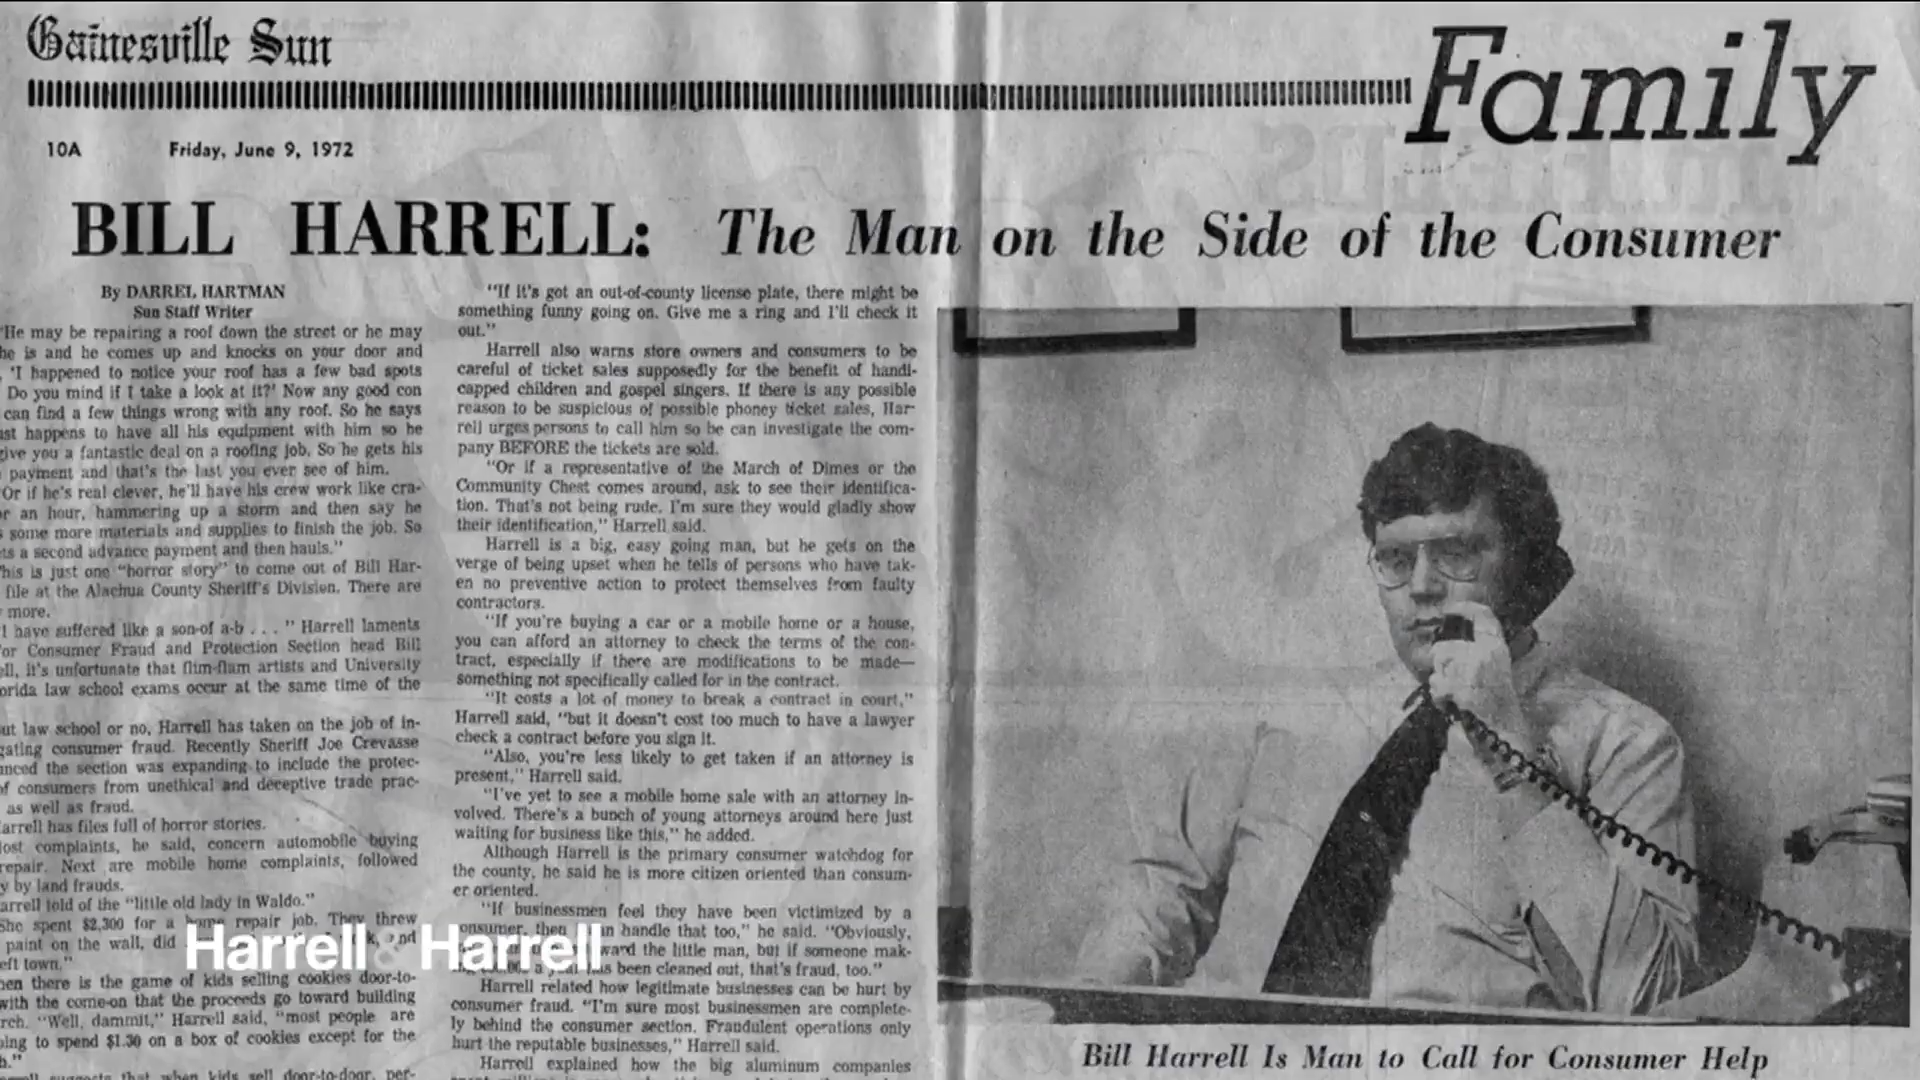 Gainesville Sun
Family
10A Friday, June 9, 1972
BILL HARRELL: The Man on the Side of the Consumer
By DARREL HARTMAN
Sun Staff Writer
"He may be repairing a roof down the street or he may
he is and he comes up and knocks on your door and
'I happened to notice your roof has a few bad spots
Do you mind if I take a look at it?' Now any good con
can find a few things wrong with any roof. So he says
happens to have all his equipment with him so he
give you a fantastic deal on a roofing job. So he gets his
payment and that's the last you ever see of him.
"Or if he's real clever, he'll have his crew work like cra-
or an hour, hammering up a storm and then say he
some more materials and supplies to finish the job. So
a second advance payment and then hauls."
This is just one "horror story" to come out of Bill Har-
file at the Alachua County Sheriff's Division. There are
more.
"I have suffered like a son-of a-b . . . " Harrell laments
For Consumer Fraud and Protection Section head Bill
ell, it's unfortunate that flim-flam artists and University
orida law school exams occur at the same time of the
ut law school or no, Harrell has taken on the job of in-
gating consumer fraud. Recently Sheriff Joe Crevasse
nced the section was expanding to include the protec-
of consumers from unethical and deceptive trade prac-
as well as fraud.
Harrell has files full of horror stories.
Most complaints, he said, concern automobile buying
repair. Next are mobile home complaints, followed
y by land frauds.
Harrell told of the "little old lady in Waldo."
She spent $2,300 for a home repair job. They threw
paint on the wall, did and
left town."
hen there is the game of kids selling cookies door-to-
with the come-on that the proceeds go toward building
rch. "Well, dammit," Harrell said, "most people are
oing to spend $1.30 on a box of cookies except for the
h."
suggests that when kids sell door-to-door, per-
"If it's got an out-of-county license plate, there might be
something funny going on. Give me a ring and I'll check it
out."
Harrell also warns store owners and consumers to be
careful of ticket sales supposedly for the benefit of handi-
capped children and gospel singers. If there is any possible
reason to be suspicious of possible phoney ticket sales, Har-
rell urges persons to call him so he can investigate the com-
pany BEFORE the tickets are sold.
"Or if a representative of the March of Dimes or the
Community Chest comes around, ask to see their identifica-
tion. That's not being rude. I'm sure they would gladly show
their identification," Harrell said.
Harrell is a big, easy going man, but he gets on the
verge of being upset when he tells of persons who have tak-
en no preventive action to protect themselves from faulty
contractors.
"If you're buying a car or a mobile home or a house,
you can afford an attorney to check the terms of the con-
tract, especially if there are modifications to be made—
something not specifically called for in the contract.
"It costs a lot of money to break a contract in court,"
Harrell said, "but it doesn't cost too much to have a lawyer
check a contract before you sign it.
"Also, you're less likely to get taken if an attorney is
present," Harrell said.
"I've yet to see a mobile home sale with an attorney in-
volved. There's a bunch of young attorneys around here just
waiting for business like this," he added.
Although Harrell is the primary consumer watchdog for
the county, he said he is more citizen oriented than consum-
er oriented.
"If businessmen feel they have been victimized by a
consumer, then can handle that too," he said. "Obviously,
toward the little man, but if someone mak-
a year has been cleaned out, that's fraud, too."
Harrell related how legitimate businesses can be hurt by
consumer fraud. "I'm sure most businessmen are complete-
ly behind the consumer section. Fraudulent operations only
hurt the reputable businesses," Harrell said.
Harrell explained how the big aluminum companies
Harrell & Harrell
Bill Harrell Is Man to Call for Consumer Help